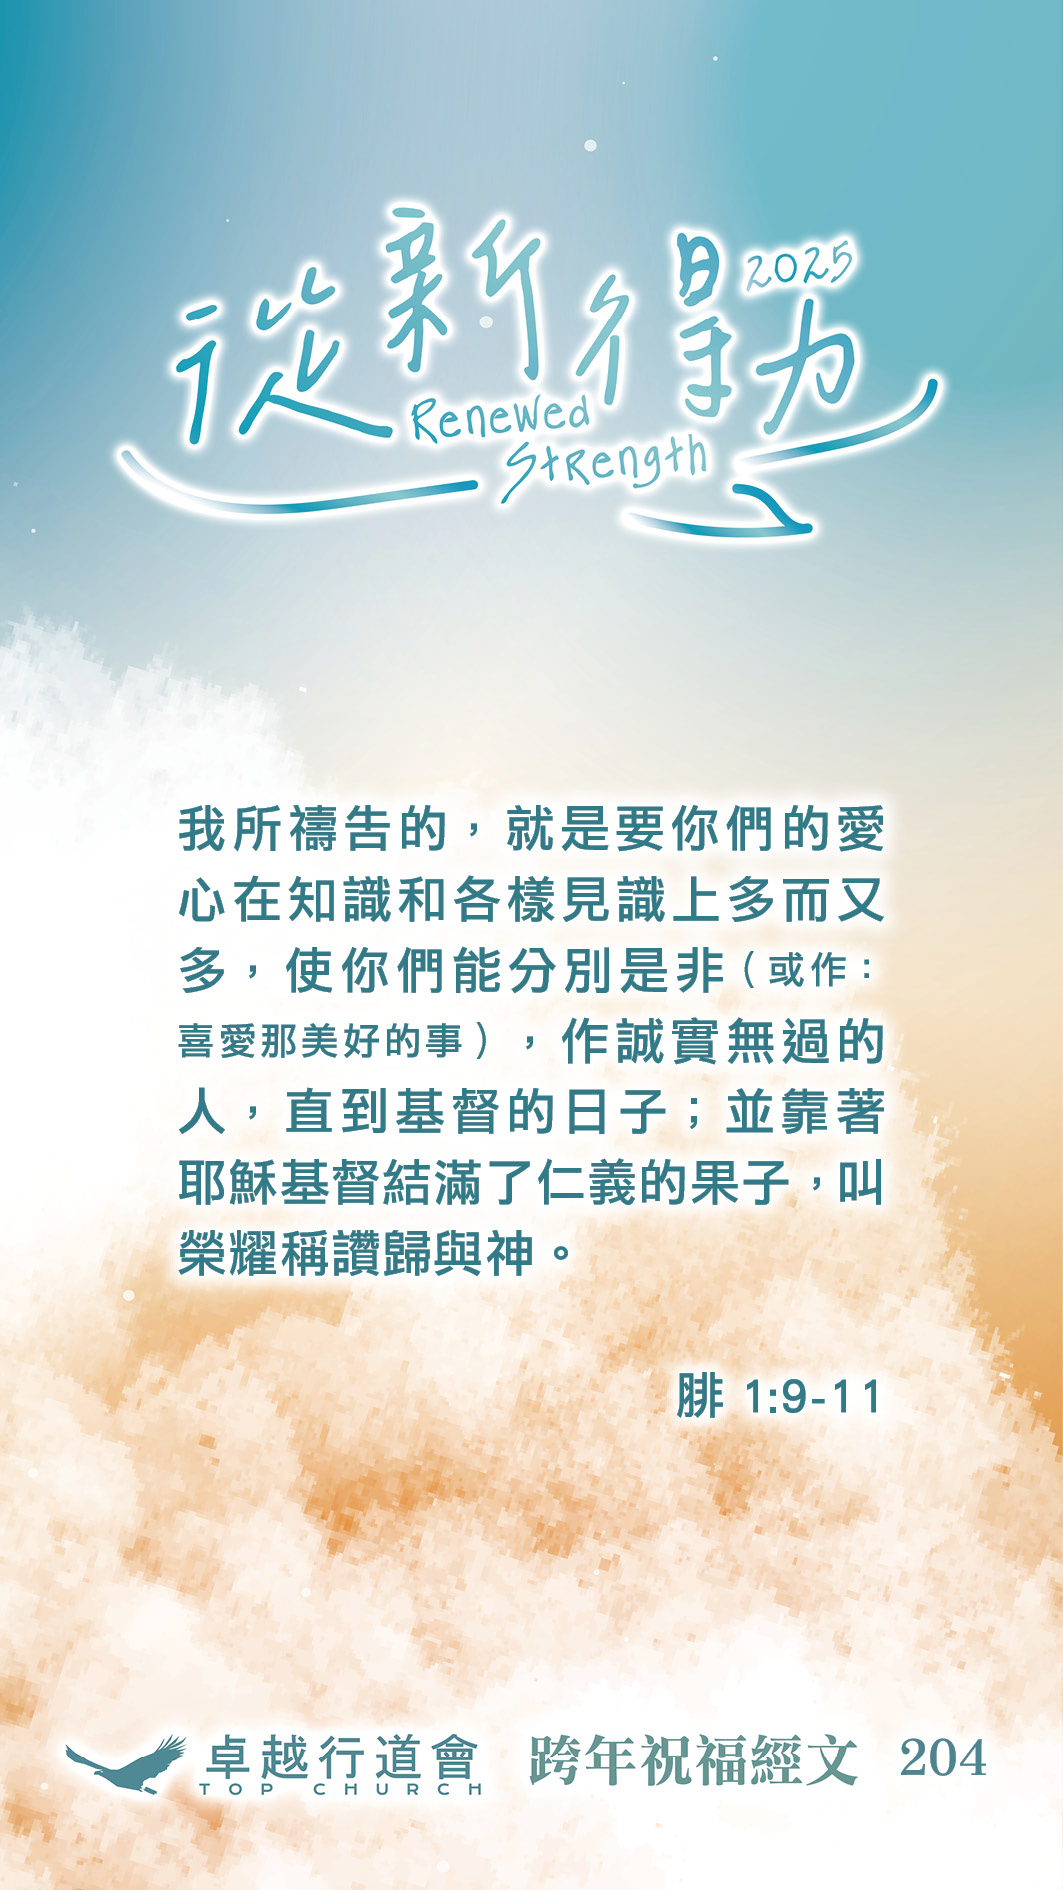 從新得力 2025
Renewed
Strength
我所禱告的，就是要你們的愛
心在知識和各樣見識上多而又
多，使你們能分別是非（或作：
喜愛那美好的事），作誠實無過的
人，直到基督的日子；並靠著
耶穌基督結滿了仁義的果子，叫
榮耀稱讚歸與神。
腓 1:9-11
卓越行道會 跨年祝福經文 204
TOP CHURCH